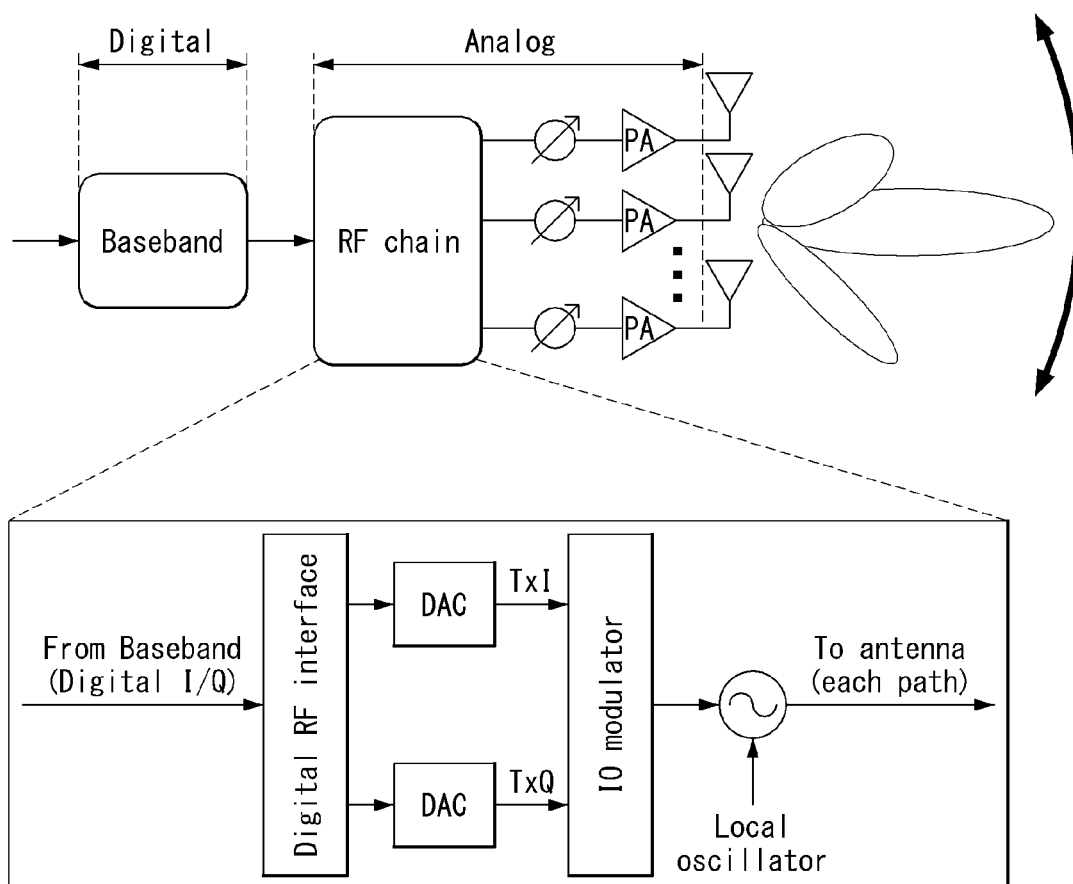 Digital
Analog
Baseband
RF chain
PA
PA
PA
From Baseband
(Digital I/Q)
Digital RF interface
DAC
DAC
TxI
TxQ
IO modulator
Local
oscillator
To antenna
(each path)